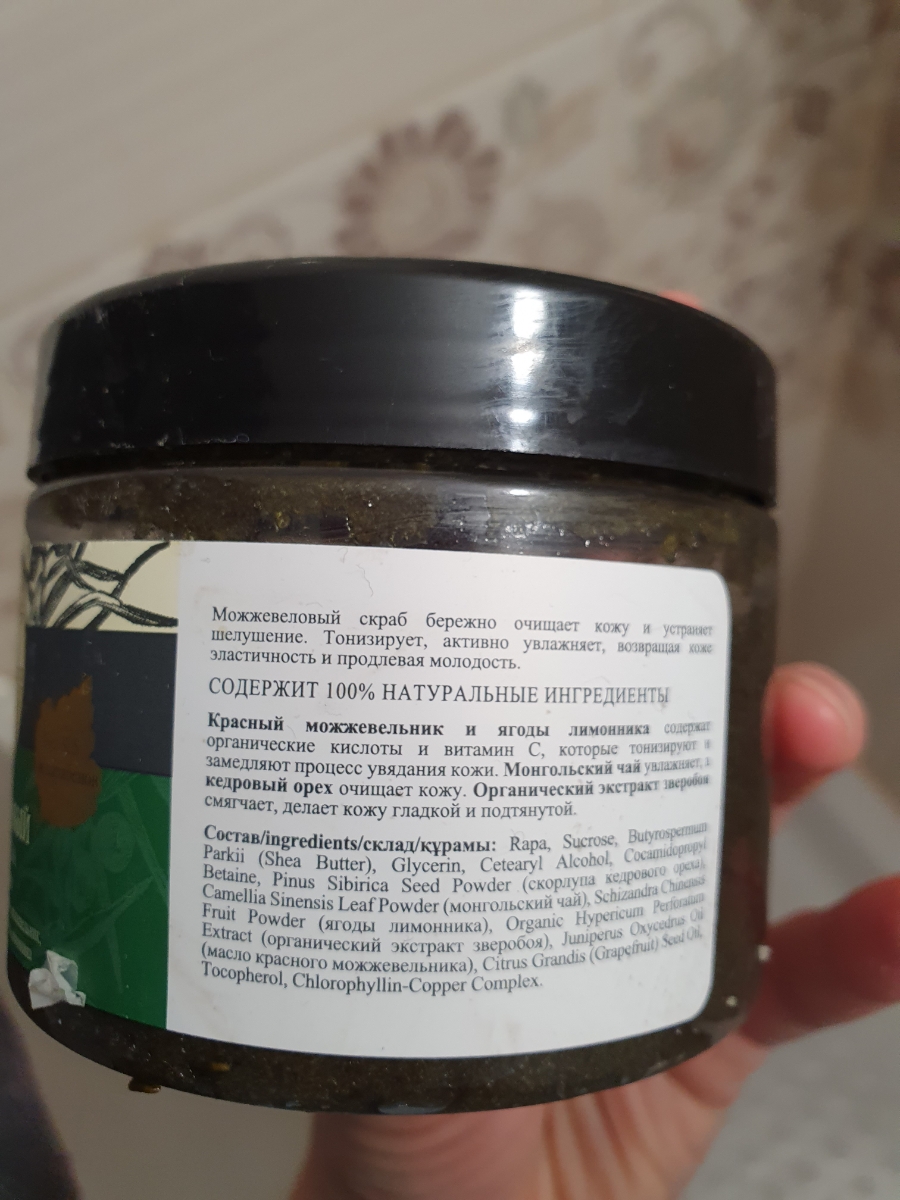 Можжевеловый скраб бережно очищает кожу и устраняет
шелушение. Тонизирует, активно увлажняет, возвращая коже
эластичность и продлевая молодость.
СОДЕРЖИТ 100% НАТУРАЛЬНЫЕ ИНГРЕДИЕНТЫ
Красный можжевельник и ягоды лимонника содержат
органические кислоты и витамин С, которые тонизируют и
замедляют процесс увядания кожи. Монгольский чай увлажняет, а
кедровый орех очищает кожу. Органический экстракт зверобоя
смягчает, делает кожу гладкой и подтянутой.
Состав/ingredients/склад/құрамы: Rapa, Sucrose, Butyrospermum
Parkii (Shea Butter), Glycerin, Cetearyl Alcohol, Cocamidopropyl
Betaine, Pinus Sibirica Seed Powder (скорлупа кедрового ореха),
Camellia Sinensis Leaf Powder (монгольский чай), Schizandra Chinensis
Fruit Powder (ягоды лимонника), Organic Hypericum Perforatum
Extract (органический экстракт зверобоя), Juniperus Oxycedrus Oil
(масло красного можжевельника), Citrus Grandis (Grapefruit) Seed Oil,
Tocopherol, Chlorophyllin-Copper Complex.